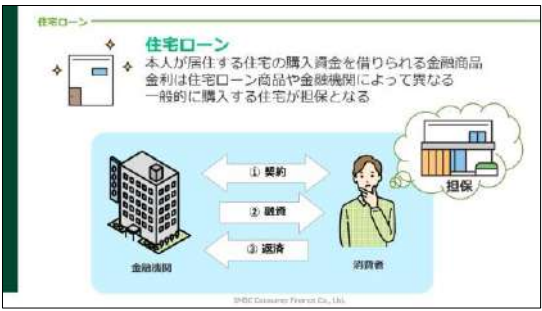 住宅ローン
住宅ローン
本人が居住する住宅の購入資金を借りられる金融商品
金利は住宅ローン商品や金融機関によって異なる
一般的に購入する住宅が担保となる
担保
① 契約
② 融資
③ 返済
金融機関
消費者
SMBC Consumer Finance Co., Ltd.